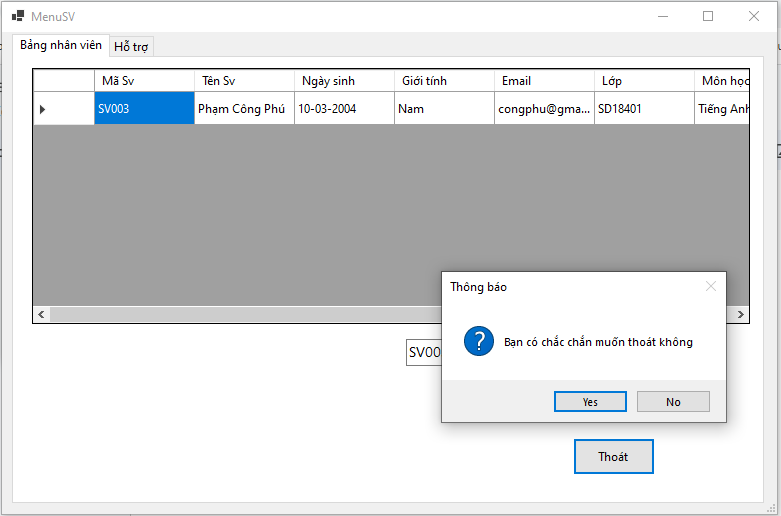 MenuSV
Bảng nhân viên Hỗ trợ
Mã Sv Tên Sv Ngày sinh Giới tính Email Lớp Môn học
SV003 Phạm Công Phú 10-03-2004 Nam congphu@gma... SD18401 Tiếng Anh
Thông báo
Bạn có chắc chắn muốn thoát không
SV00
Yes No
Thoát